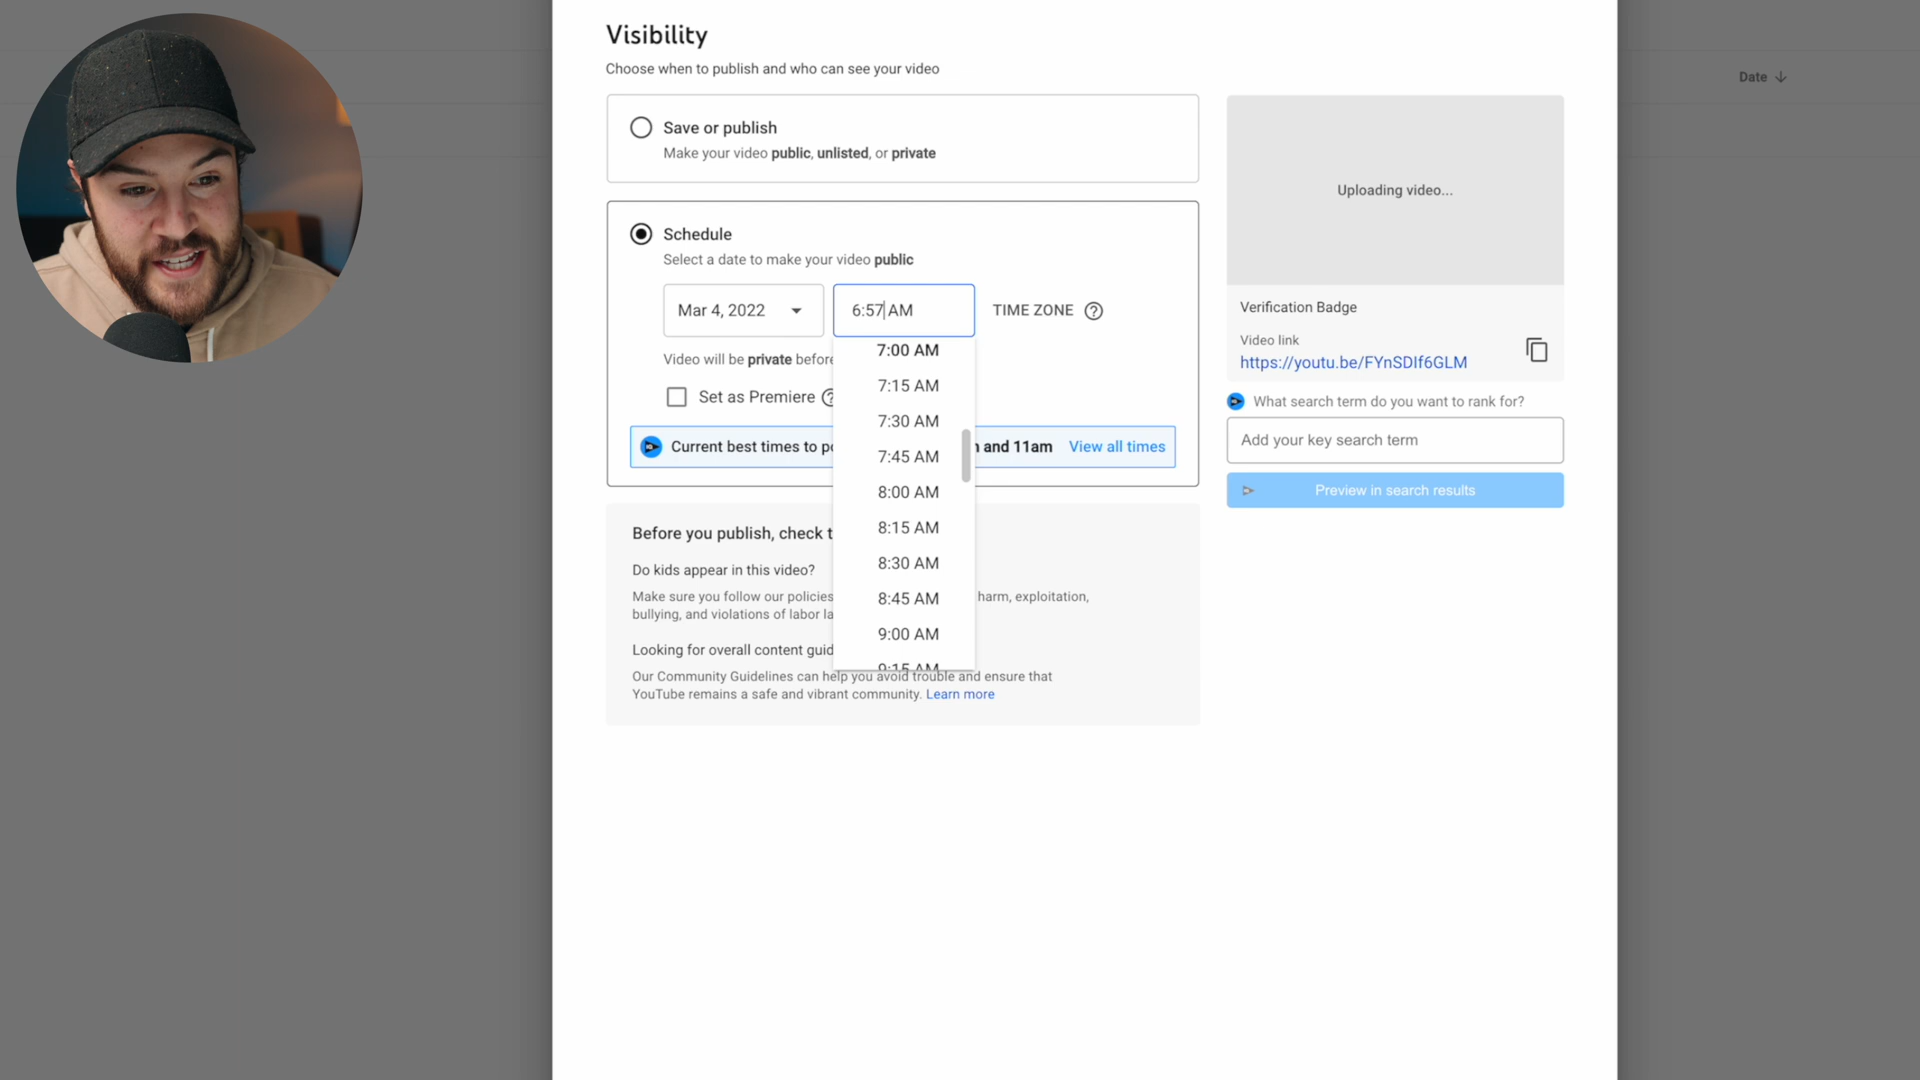 Visibility
Choose when to publish and who can see your video
Date
Save or publish
Make your video public, unlisted, or private
Schedule
Select a date to make your video public
Mar 4, 2022
6:57 AM
TIME ZONE
Video will be private before
7:00 AM
7:15 AM
7:30 AM
7:45 AM
8:00 AM
8:15 AM
8:30 AM
8:45 AM
9:00 AM
9:15 AM
Set as Premiere
Current best times to
and 11am View all times
Before you publish, check
Do kids appear in this video?
Make sure you follow our policies
harm, exploitation,
bullying, and violations of labor
Looking for overall content
Our Community Guidelines can help you avoid trouble and ensure that
YouTube remains a safe and vibrant community. Learn more
Uploading video...
Verification Badge
Video link
https://youtu.be/FYnSDIf6GLM
What search term do you want to rank for?
Add your key search term
Preview in search results